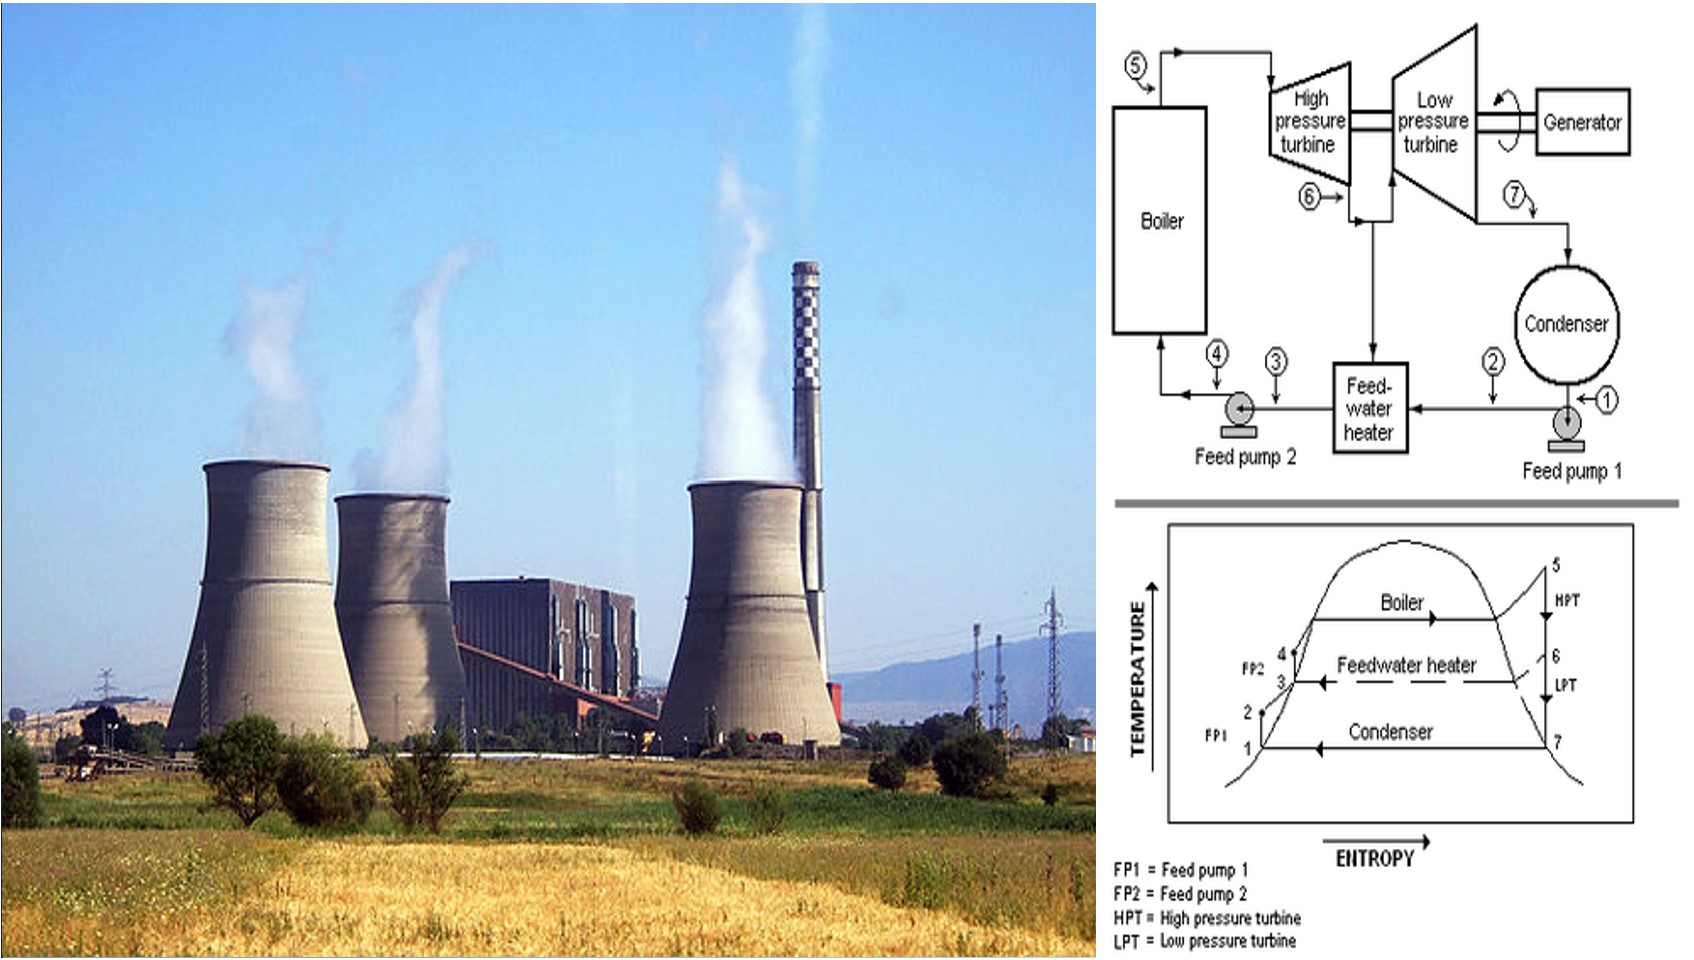 5
High
pressure
turbine
Low
pressure
turbine
Generator
6
7
Boiler
Condenser
4
3
2
1
Feed-
water
heater
Feed pump 2
Feed pump 1
TEMPERATURE
5
Boiler
HPT
4
6
FP2
Feedwater heater
3
LPT
2
FP1
Condenser
1
7
ENTROPY
FP1 = Feed pump 1
FP2 = Feed pump 2
HPT = High pressure turbine
LPT = Low pressure turbine